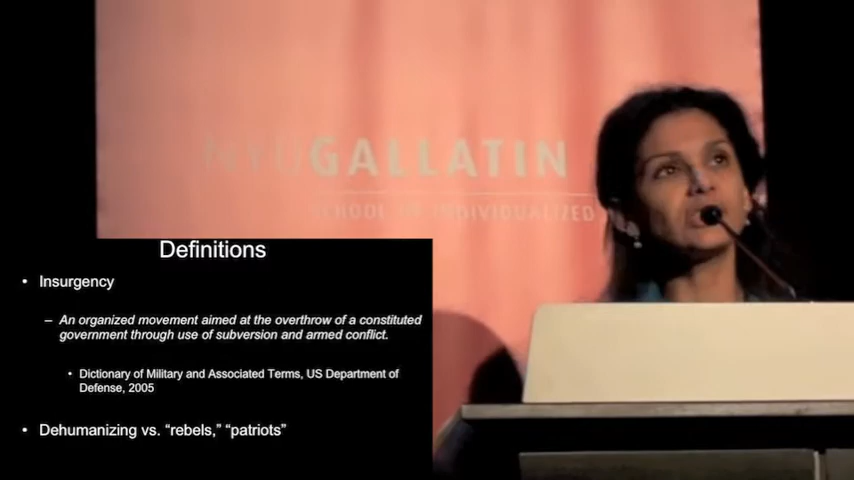 NYU GALLATIN
SCHOOL OF INDIVIDUALIZED
Definitions
• Insurgency
– An organized movement aimed at the overthrow of a constituted
government through use of subversion and armed conflict.
• Dictionary of Military and Associated Terms, US Department of
Defense, 2005
• Dehumanizing vs. “rebels,” “patriots”